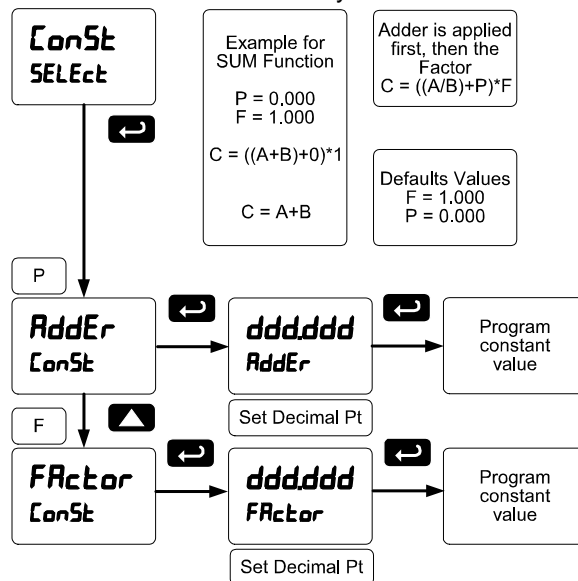 ConSt
SELEct
Example for
SUM Function
P = 0.000
F = 1.000
C = ((A+B)+0)*1
C = A+B
Adder is applied
first, then the
Factor
C = ((A/B)+P)*F
Defaults Values
F = 1.000
P = 0.000
P
AddEr
ConSt
ddd.ddd
AddEr
Set Decimal Pt
Program
constant
value
F
FActor
ConSt
ddd.ddd
FActor
Set Decimal Pt
Program
constant
value